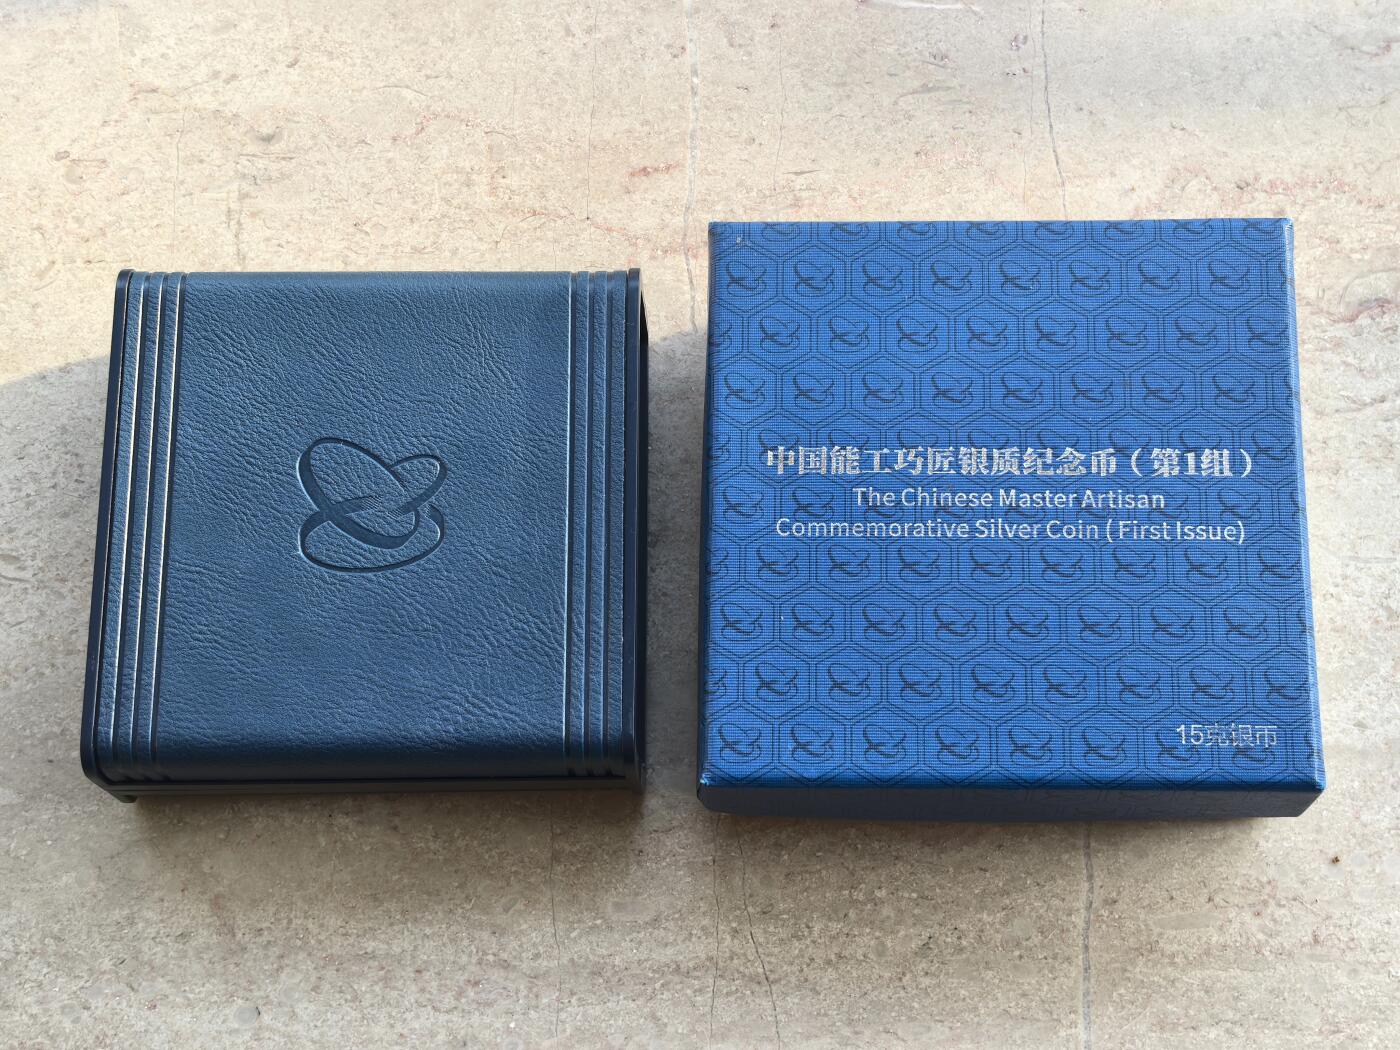 中国能工巧匠银质纪念币（第1组）
The Chinese Master Artisan
Commemorative Silver Coin (First Issue)
15克银币